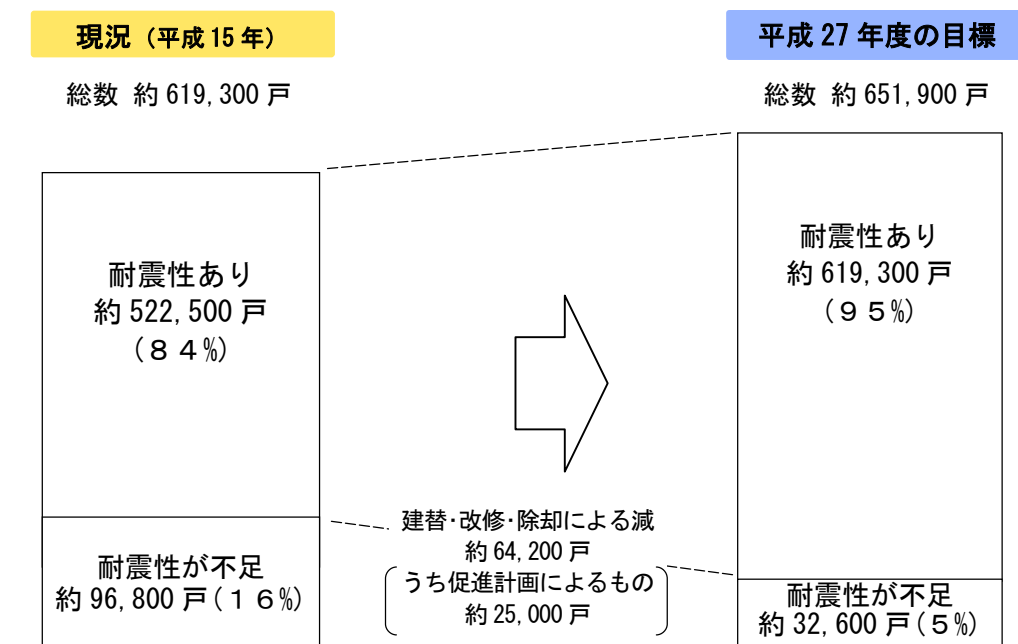 現況（平成15年）
総数 約619,300戸
耐震性あり
約522,500戸
(８４%)
耐震性が不足
約96,800戸(１６%)
建替･改修･除却による減
約64,200戸
うち促進計画によるもの
約25,000戸
平成27年度の目標
総数 約651,900戸
耐震性あり
約619,300戸
(９５%)
耐震性が不足
約32,600戸(５%)